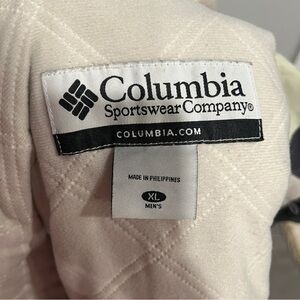 Columbia
Sportswear Company®
COLUMBIA.COM
MADE IN PHILIPPINES
XL
MEN'S